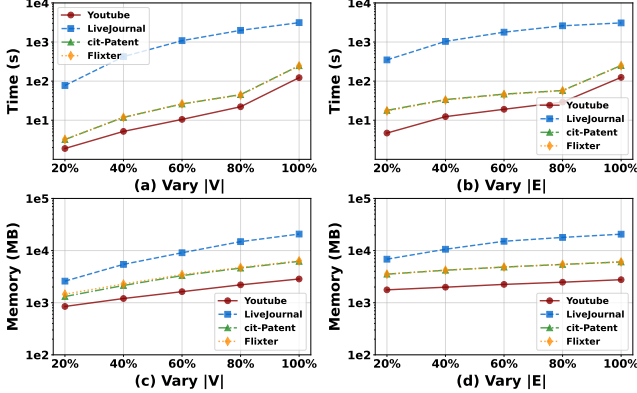 1e4
1e3
1e2
1e1
Time (s)
Youtube
LiveJournal
cit-Patent
Flixter
20% 40% 60% 80% 100%
(a) Vary |V|
1e4
1e3
1e2
1e1
Time (s)
Youtube
LiveJournal
cit-Patent
Flixter
20% 40% 60% 80% 100%
(b) Vary |E|
1e5
1e4
1e3
1e2
Memory (MB)
Youtube
LiveJournal
cit-Patent
Flixter
20% 40% 60% 80% 100%
(c) Vary |V|
1e5
1e4
1e3
1e2
Memory (MB)
Youtube
LiveJournal
cit-Patent
Flixter
20% 40% 60% 80% 100%
(d) Vary |E|